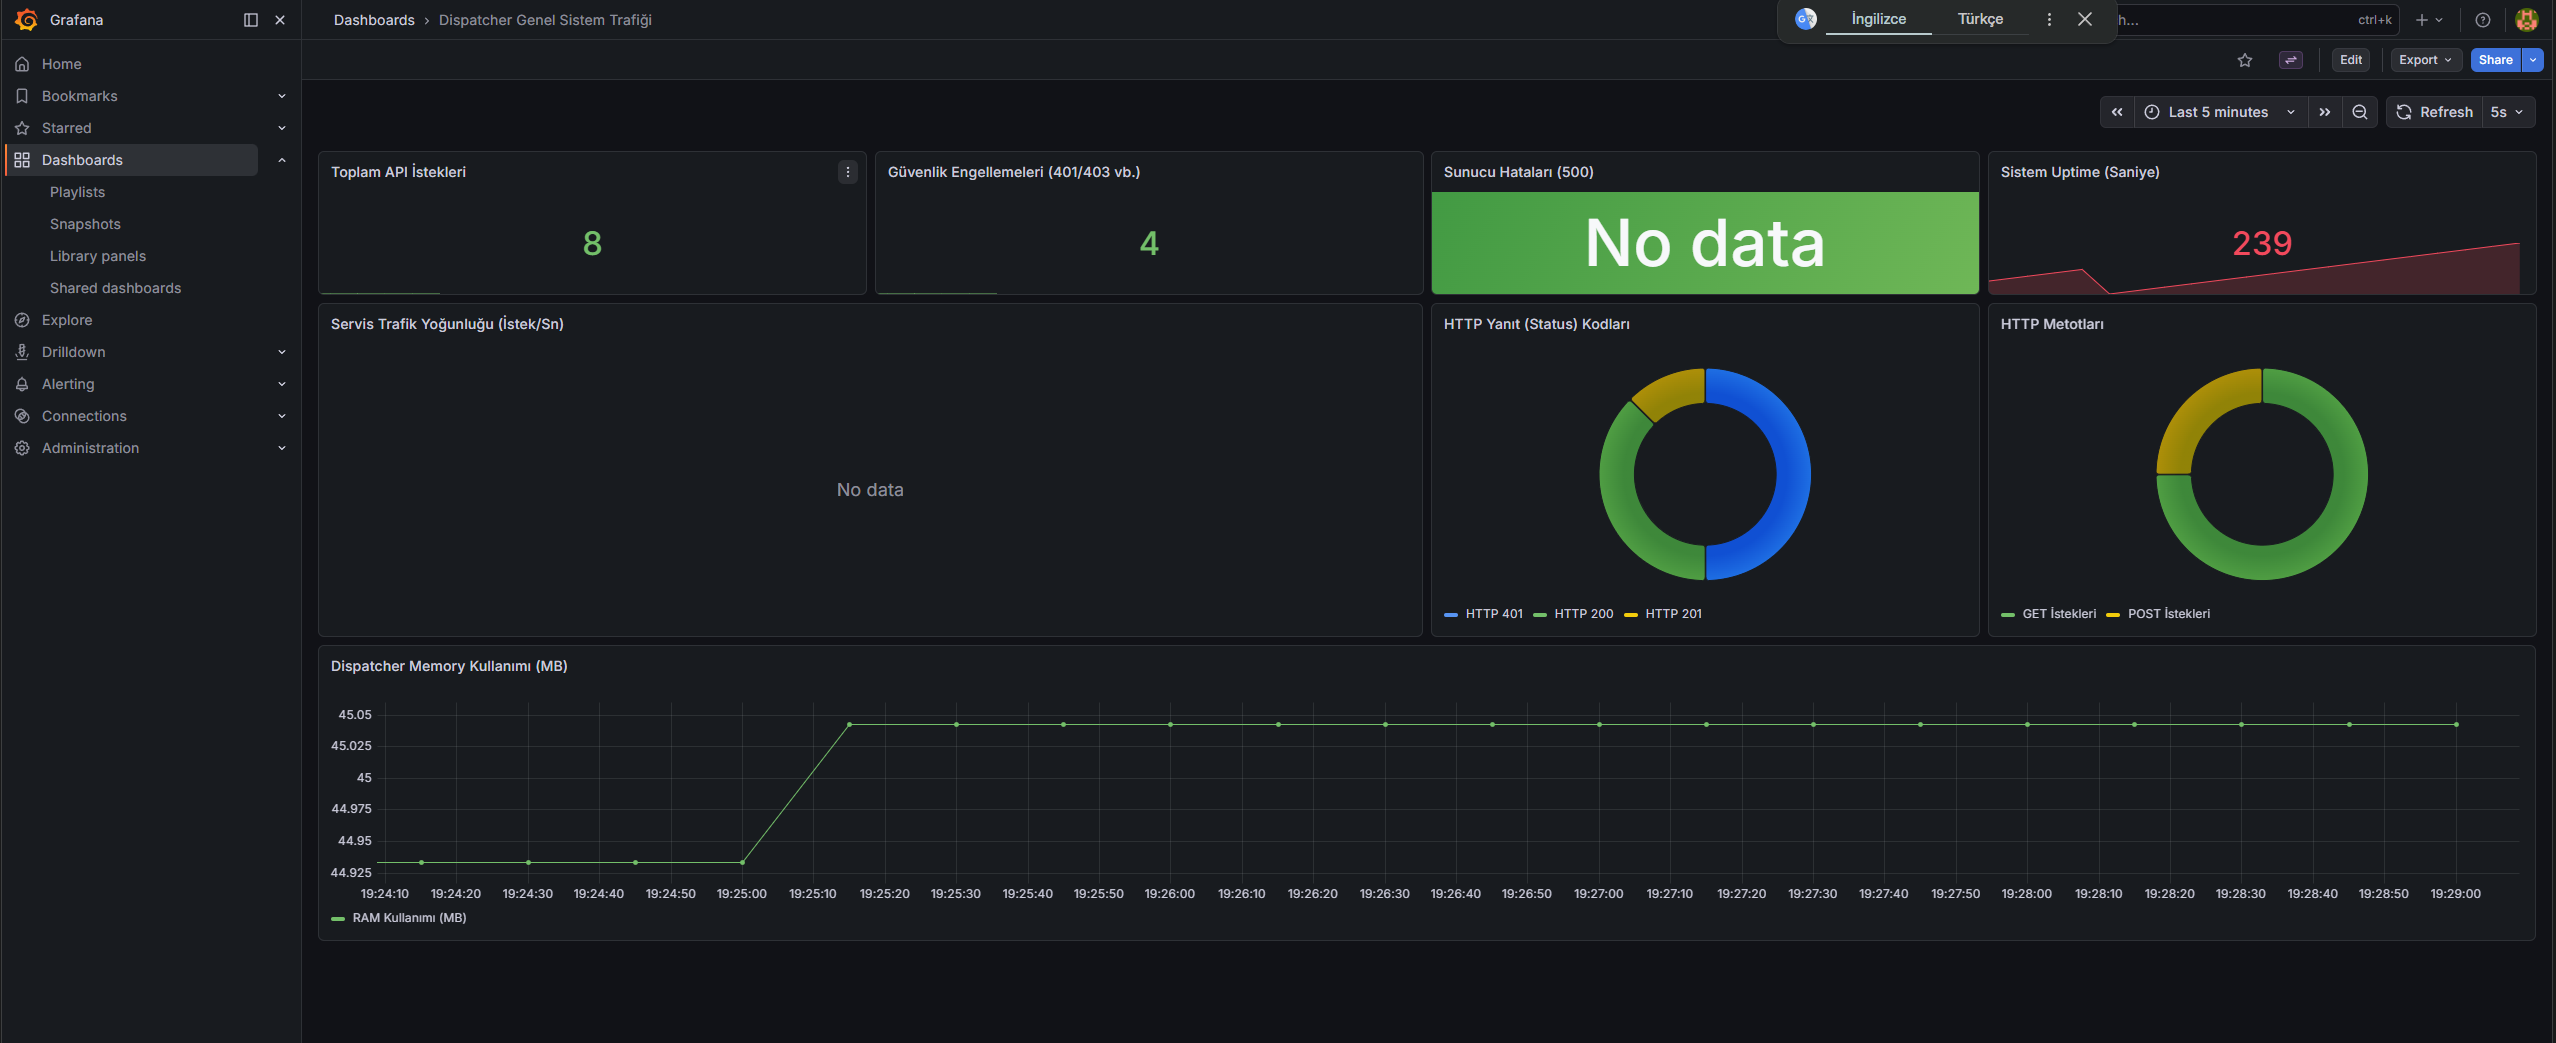 Grafana
Dashboards › Dispatcher Genel Sistem Trafiği
İngilizce
Türkçe
h...
ctrl+k
Home
Bookmarks
Starred
Dashboards
Playlists
Snapshots
Library panels
Shared dashboards
Explore
Drilldown
Alerting
Connections
Administration
Edit
Export
Share
Last 5 minutes
Refresh
5s
Toplam API İstekleri
8
Güvenlik Engellemeleri (401/403 vb.)
4
Sunucu Hataları (500)
No data
Sistem Uptime (Saniye)
239
Servis Trafik Yoğunluğu (İstek/Sn)
No data
HTTP Yanıt (Status) Kodları
HTTP 401 HTTP 200 HTTP 201
HTTP Metotları
GET İstekleri POST İstekleri
Dispatcher Memory Kullanımı (MB)
45.05
45.025
45
44.975
44.95
44.925
19:24:10 19:24:20 19:24:30 19:24:40 19:24:50 19:25:00 19:25:10 19:25:20 19:25:30 19:25:40 19:25:50 19:26:00 19:26:10 19:26:20 19:26:30 19:26:40 19:26:50 19:27:00 19:27:10 19:27:20 19:27:30 19:27:40 19:27:50 19:28:00 19:28:10 19:28:20 19:28:30 19:28:40 19:28:50 19:29:00
RAM Kullanımı (MB)